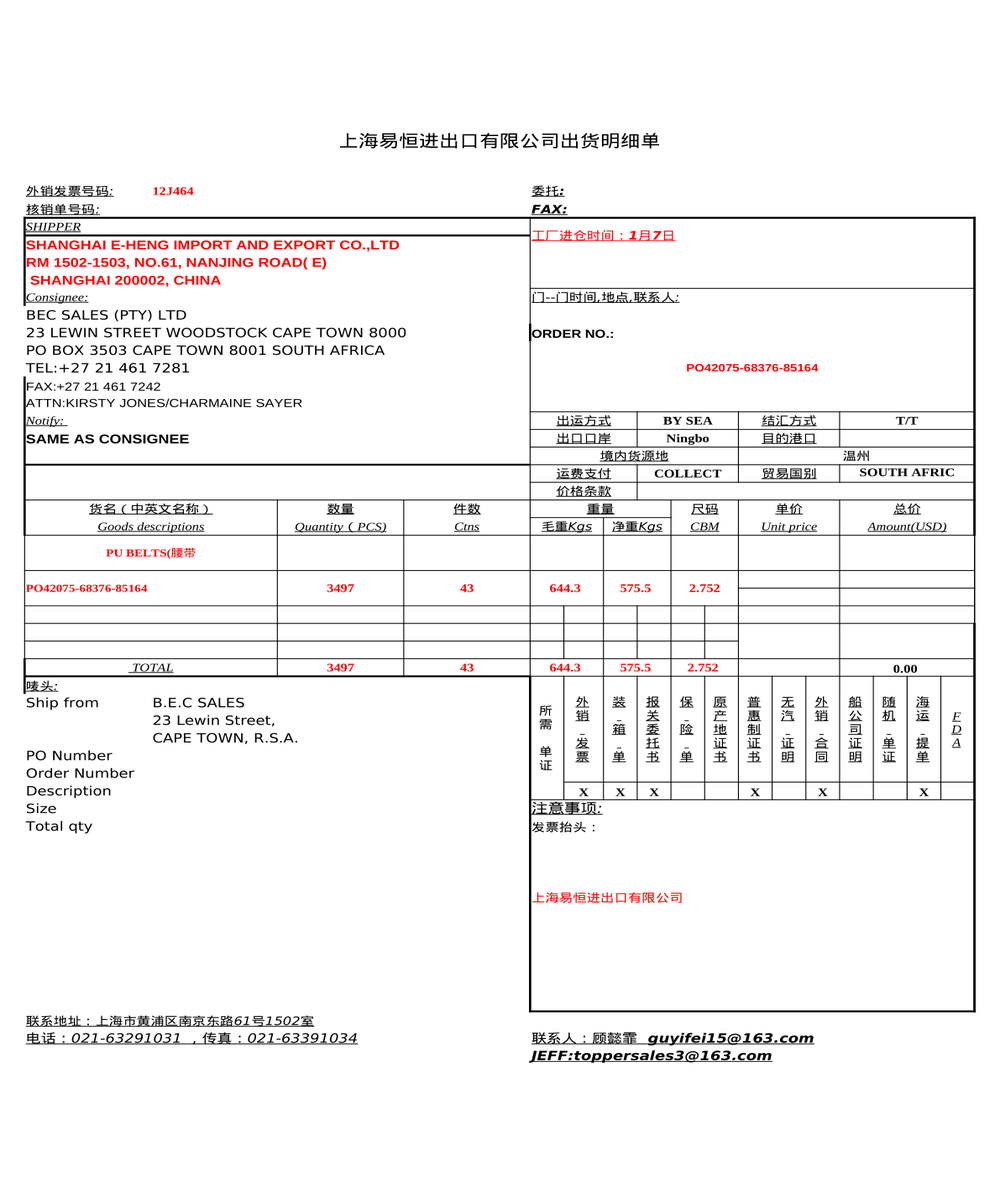 上海易恒进出口有限公司出货明细单
外销发票号码: 12J464 委托:
核销单号码: FAX:
SHIPPER
SHANGHAI E-HENG IMPORT AND EXPORT CO.,LTD
工厂进仓时间：1月7日
RM 1502-1503, NO.61, NANJING ROAD( E)
SHANGHAI 200002, CHINA
Consignee: 门--门时间,地点,联系人:
BEC SALES (PTY) LTD
23 LEWIN STREET WOODSTOCK CAPE TOWN 8000 ORDER NO.:
PO BOX 3503 CAPE TOWN 8001 SOUTH AFRICA
TEL:+27 21 461 7281 PO42075-68376-85164
FAX:+27 21 461 7242
ATTN:KIRSTY JONES/CHARMAINE SAYER
Notify: 出运方式 BY SEA 结汇方式 T/T
SAME AS CONSIGNEE 出口口岸 Ningbo 目的港口
境内货源地 温州
运费支付 COLLECT 贸易国别 SOUTH AFRIC
价格条款
货名（中英文名称） 数量 件数 重量 尺码 单价 总价
Goods descriptions Quantity ( PCS) Ctns 毛重Kgs 净重Kgs CBM Unit price Amount(USD)
PU BELTS(腰带
PO42075-68376-85164 3497 43 644.3 575.5 2.752
TOTAL 3497 43 644.3 575.5 2.752 0.00
唛头:
Ship from B.E.C SALES
23 Lewin Street,
CAPE TOWN, R.S.A.
PO Number
Order Number
Description
Size
Total qty
所需 单证 外销 发票 装 箱 单 报关委托书 保 险 单 原产地证书 普惠制证书 无汽 证明 外销 合同 船公司证明 随机 单证 海运 提单 FDA
X X X X X X
注意事项:
发票抬头：
上海易恒进出口有限公司
联系地址：上海市黄浦区南京东路61号1502室
电话：021-63291031 ，传真：021-63391034 联系人：顾懿霏 guyifei15@163.com
JEFF:toppersales3@163.com